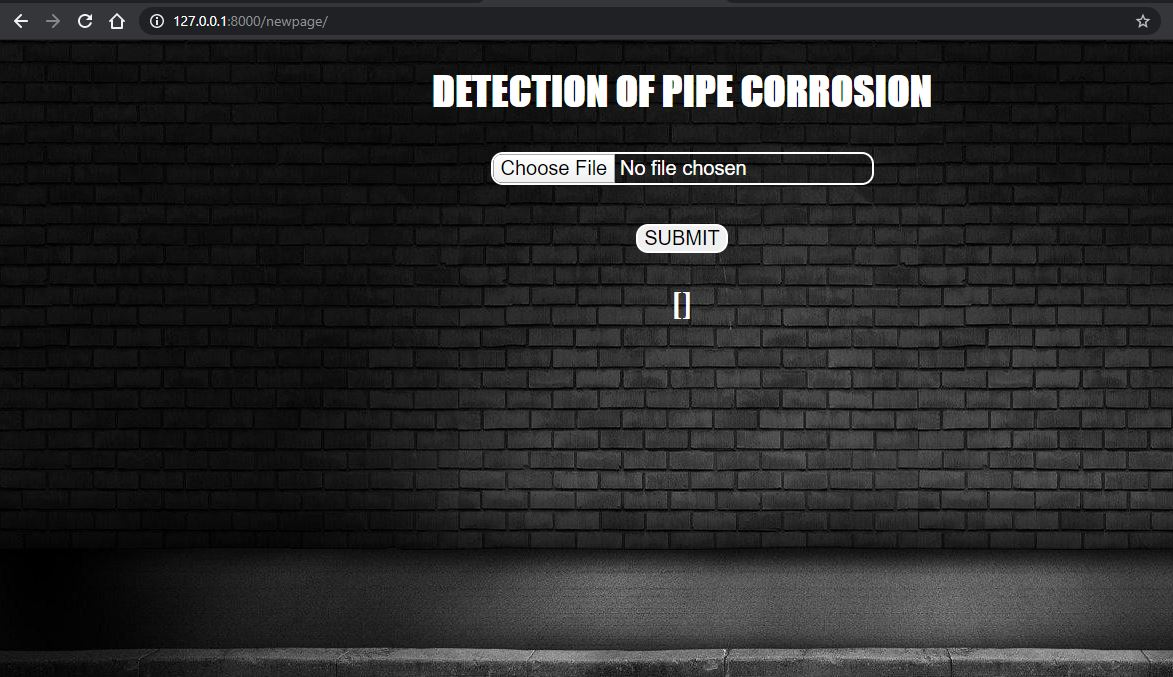 127.0.0.1:8000/newpage/
DETECTION OF PIPE CORROSION
Choose File No file chosen
SUBMIT
[]